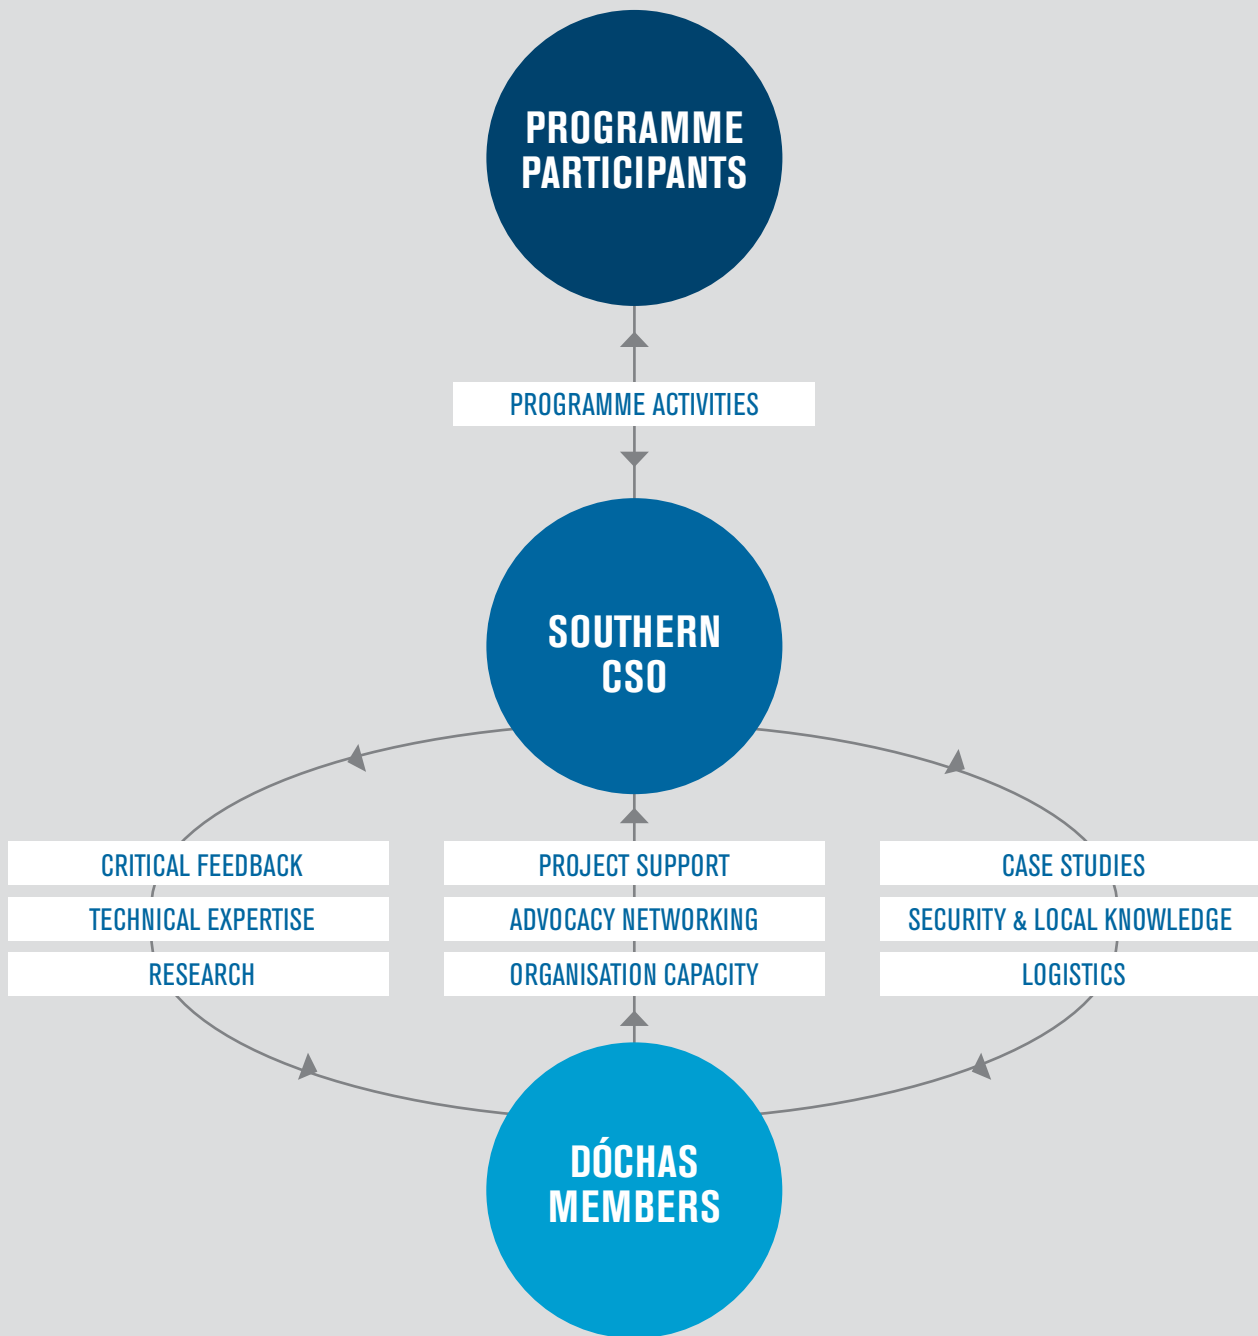 PROGRAMME
PARTICIPANTS
PROGRAMME ACTIVITIES
SOUTHERN
CSO
CRITICAL FEEDBACK
TECHNICAL EXPERTISE
RESEARCH
PROJECT SUPPORT
ADVOCACY NETWORKING
ORGANISATION CAPACITY
CASE STUDIES
SECURITY & LOCAL KNOWLEDGE
LOGISTICS
DÓCHAS
MEMBERS